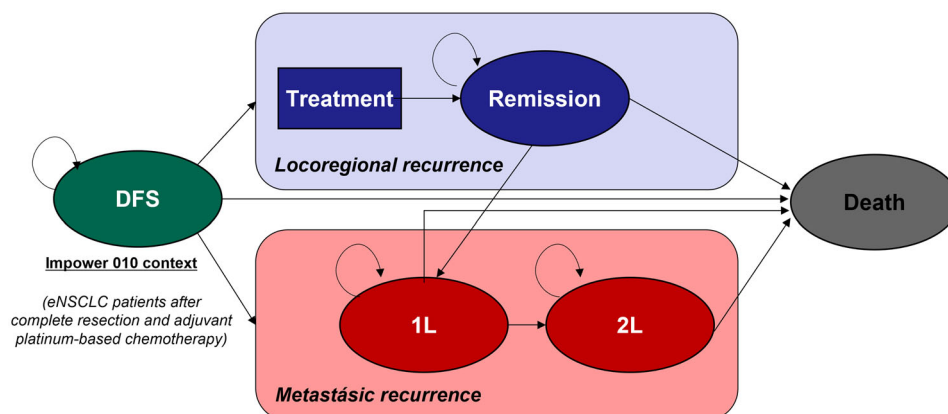 Treatment
Remission
Locoregional recurrence
DFS
Death
Impower 010 context
(eNSCLC patients after
complete resection and adjuvant
platinum-based chemotherapy)
1L
2L
Metastásic recurrence